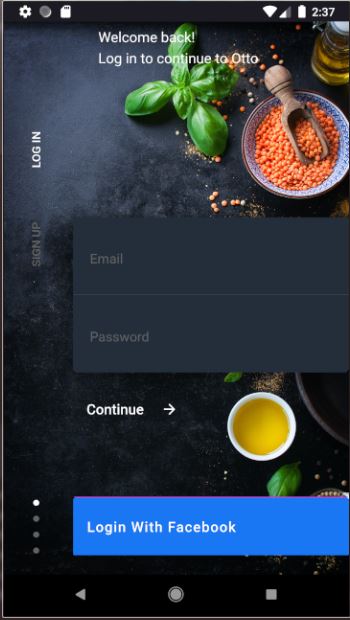 2:37
Welcome back!
Log in to continue to Otto
LOG IN
SIGN UP
Email
Password
Continue
Login With Facebook